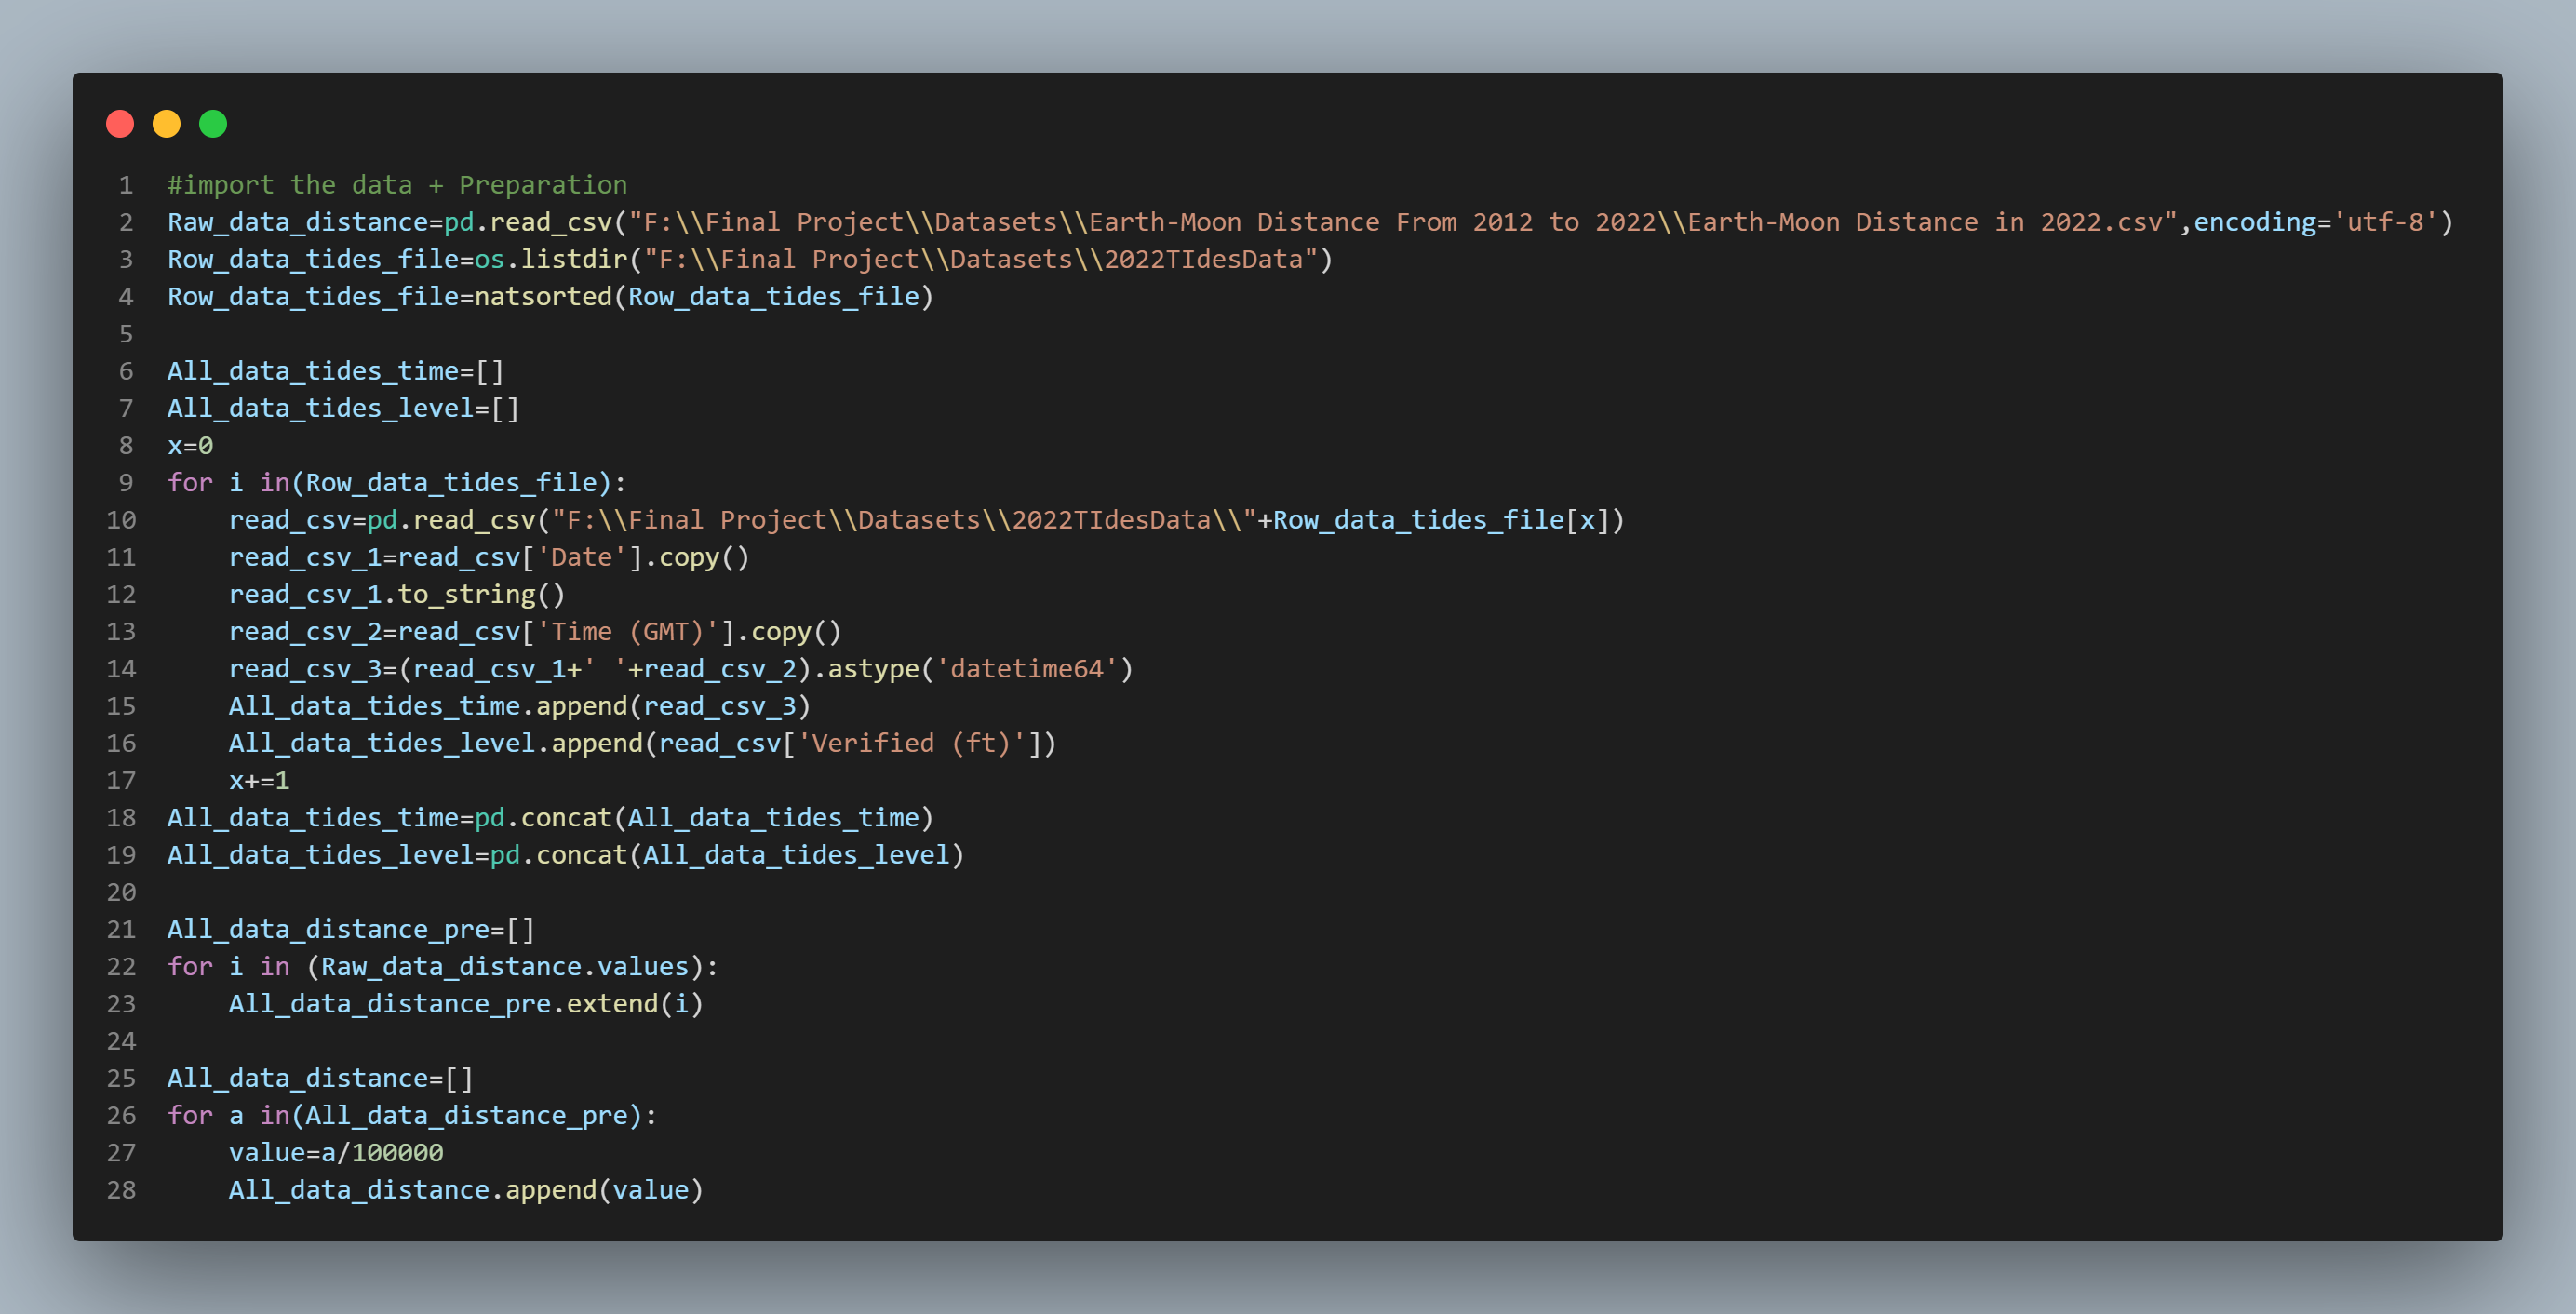 1 #import the data + Preparation
2 Raw_data_distance=pd.read_csv("F:\\Final Project\\Datasets\\Earth-Moon Distance From 2012 to 2022\\Earth-Moon Distance in 2022.csv",encoding='utf-8')
3 Row_data_tides_file=os.listdir("F:\\Final Project\\Datasets\\2022TIdesData")
4 Row_data_tides_file=natsorted(Row_data_tides_file)
5
6 All_data_tides_time=[]
7 All_data_tides_level=[]
8 x=0
9 for i in(Row_data_tides_file):
10     read_csv=pd.read_csv("F:\\Final Project\\Datasets\\2022TIdesData\\"+Row_data_tides_file[x])
11     read_csv_1=read_csv['Date'].copy()
12     read_csv_1.to_string()
13     read_csv_2=read_csv['Time (GMT)'].copy()
14     read_csv_3=(read_csv_1+' '+read_csv_2).astype('datetime64')
15     All_data_tides_time.append(read_csv_3)
16     All_data_tides_level.append(read_csv['Verified (ft)'])
17     x+=1
18 All_data_tides_time=pd.concat(All_data_tides_time)
19 All_data_tides_level=pd.concat(All_data_tides_level)
20
21 All_data_distance_pre=[]
22 for i in (Raw_data_distance.values):
23     All_data_distance_pre.extend(i)
24
25 All_data_distance=[]
26 for a in(All_data_distance_pre):
27     value=a/100000
28     All_data_distance.append(value)